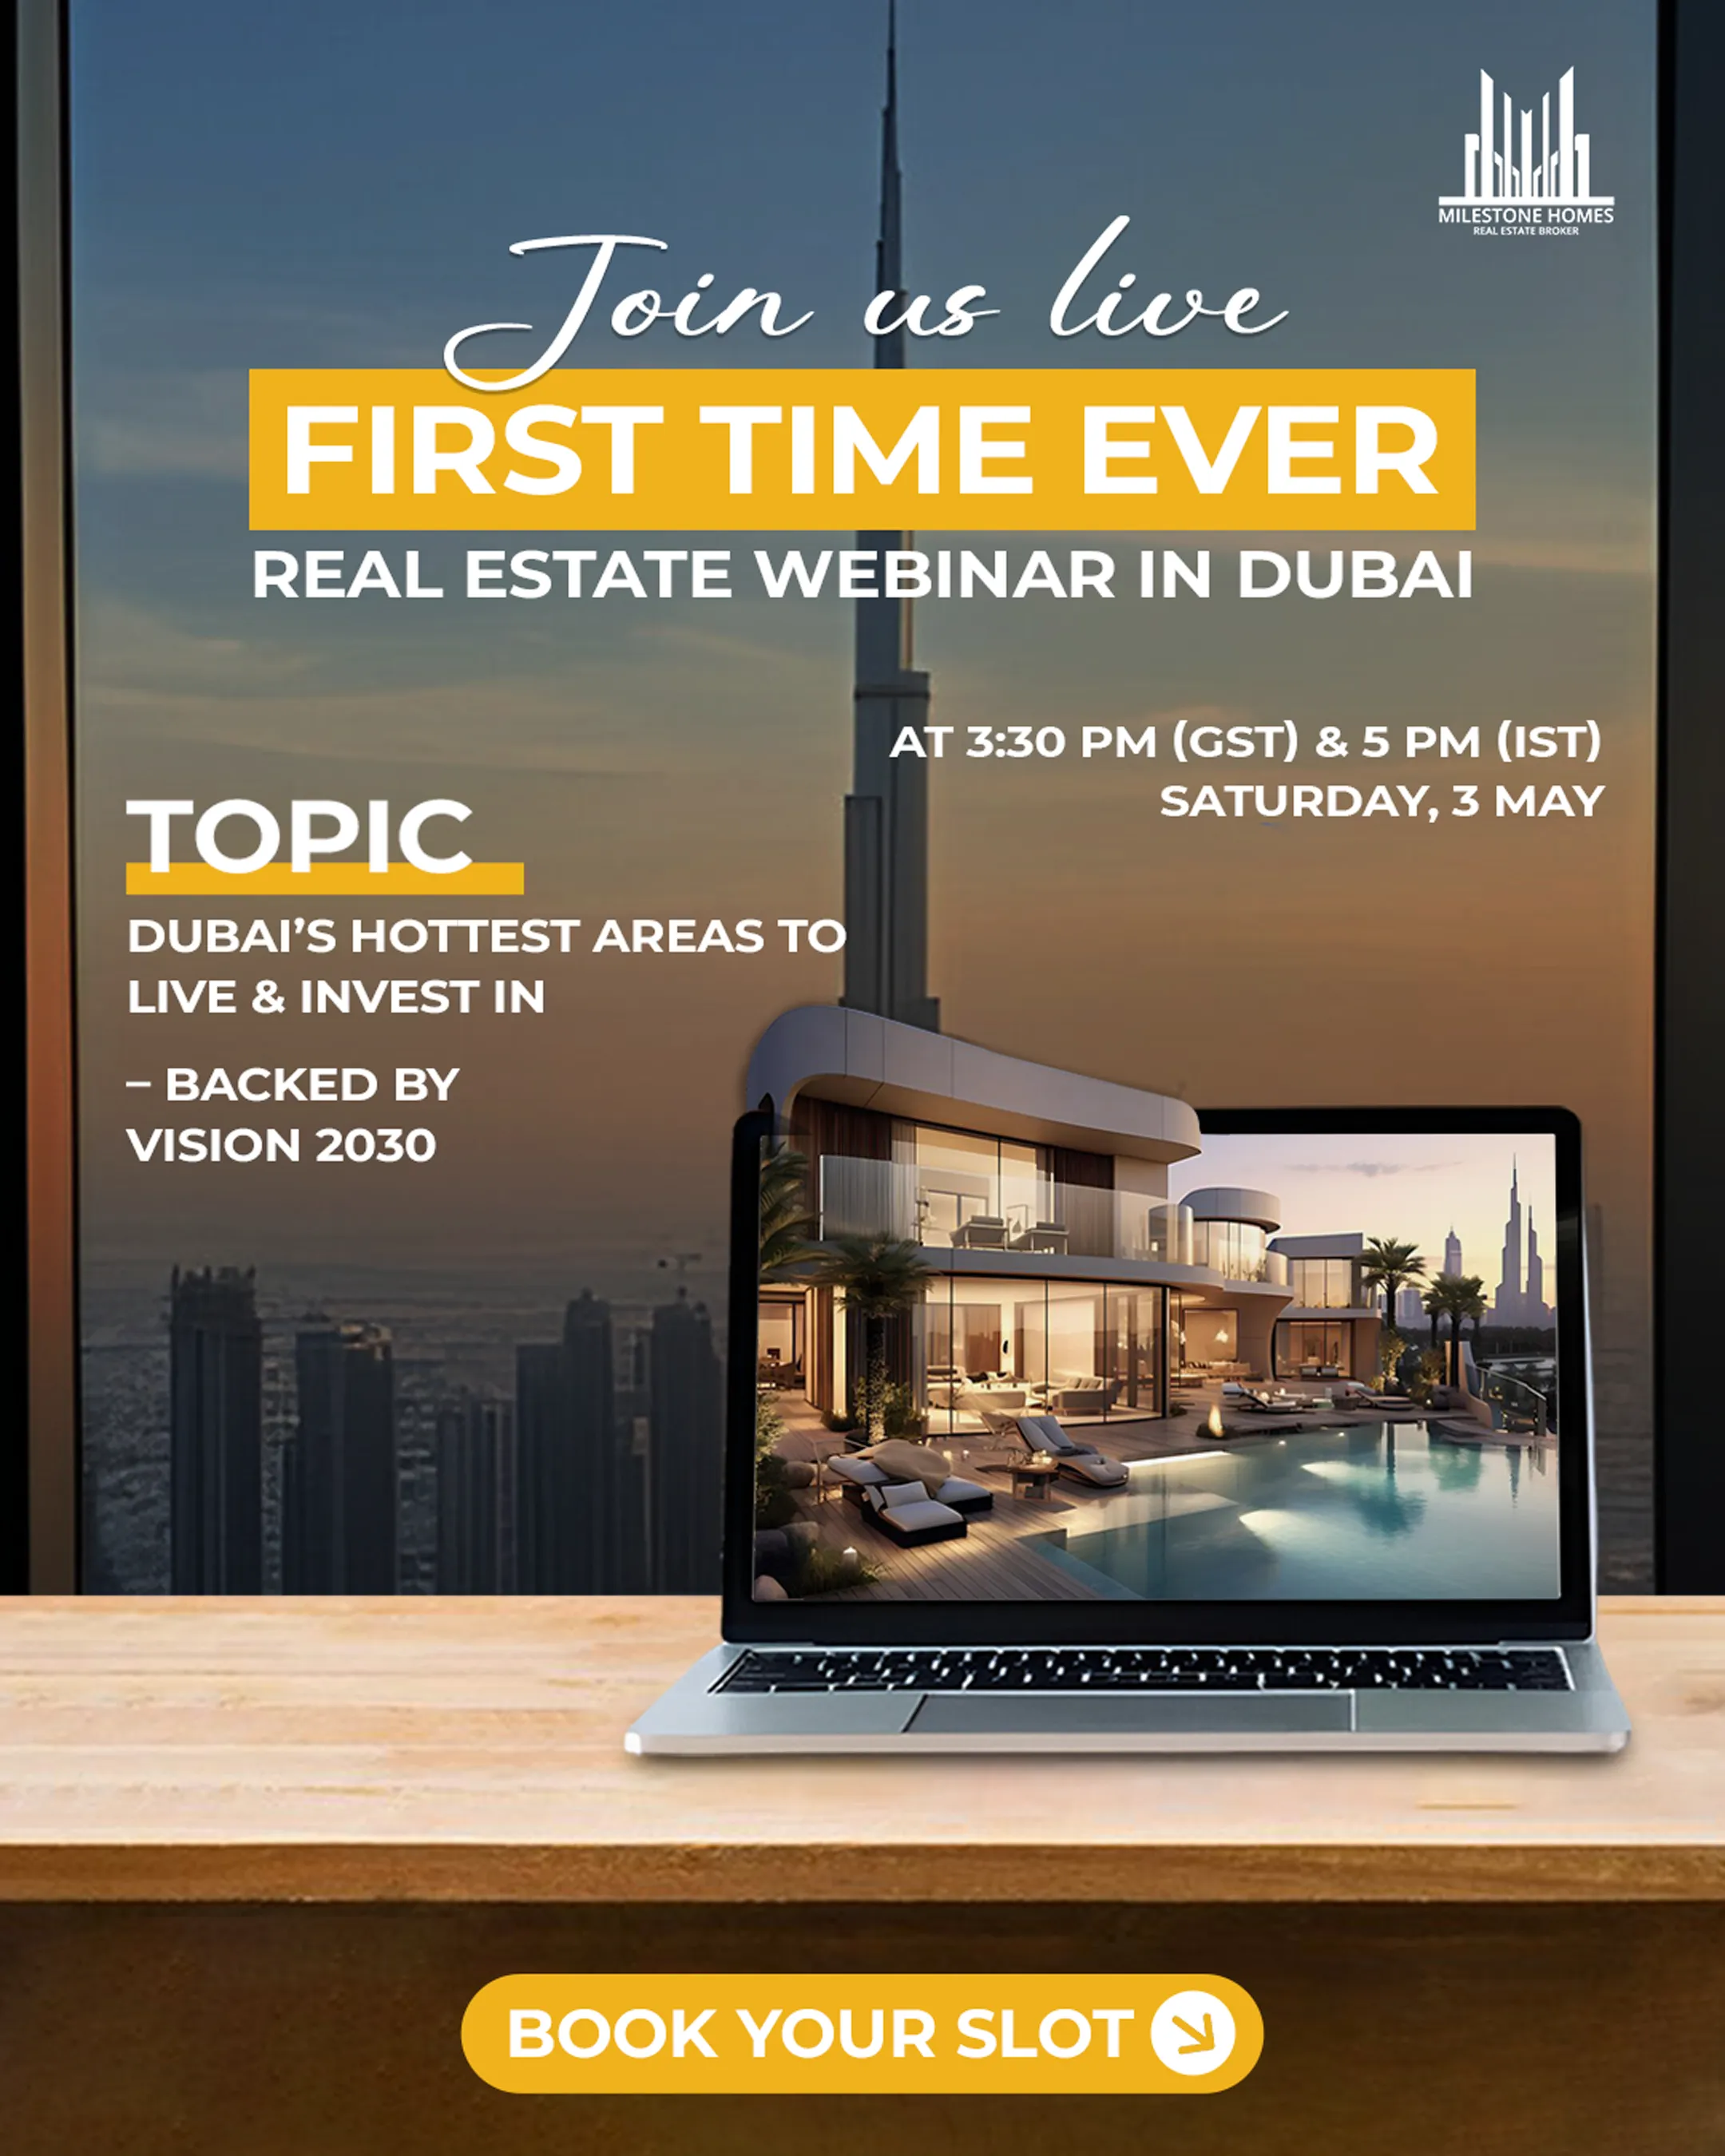 MILESTONE HOMES
REAL ESTATE BROKER
Join us live
FIRST TIME EVER
REAL ESTATE WEBINAR IN DUBAI
AT 3:30 PM (GST) & 5 PM (IST)
SATURDAY, 3 MAY
TOPIC
DUBAI’S HOTTEST AREAS TO
LIVE & INVEST IN
– BACKED BY
VISION 2030
BOOK YOUR SLOT